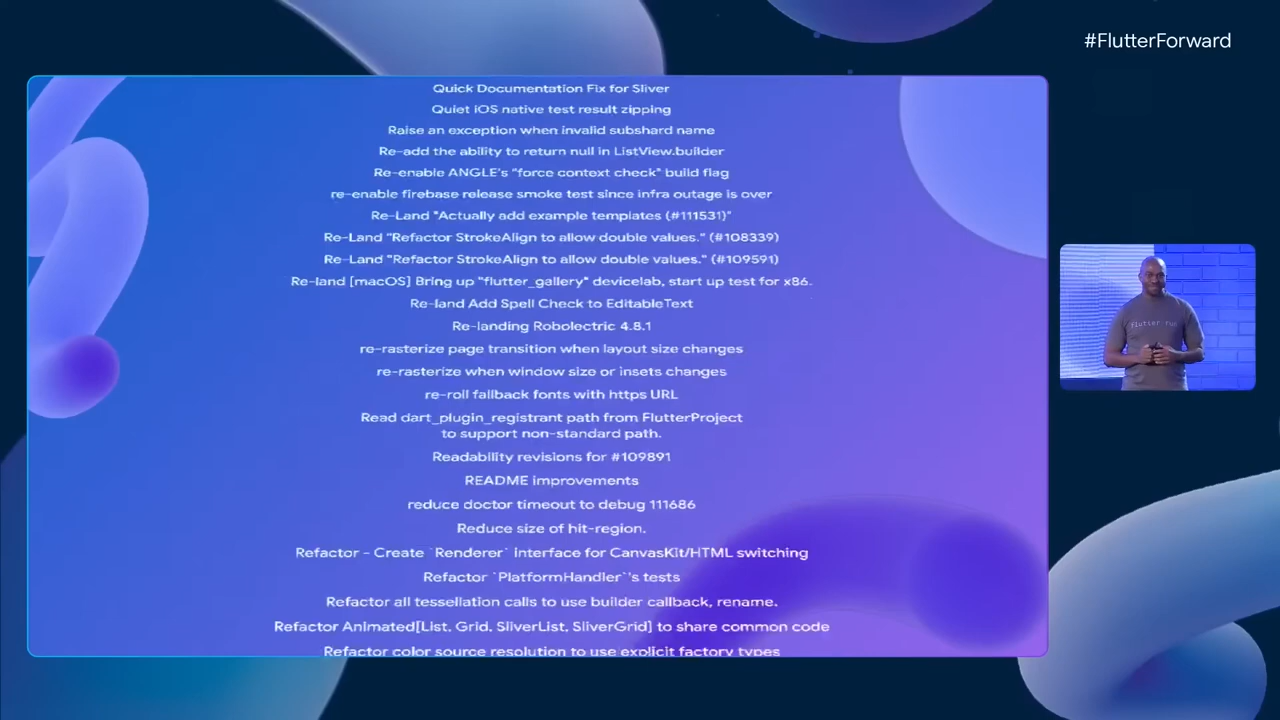 #FlutterForward
Quick Documentation Fix for Sliver
Quiet iOS native test result zipping
Raise an exception when invalid subshard name
Re-add the ability to return null in ListView.builder
Re-enable ANGLE's "force context check" build flag
re-enable firebase release smoke test since infra outage is over
Re-Land "Actually add example templates (#111531)"
Re-Land "Refactor StrokeAlign to allow double values." (#108339)
Re-Land "Refactor StrokeAlign to allow double values." (#109591)
Re-land [macOS] Bring up "flutter_gallery" devicelab, start up test for x86.
Re-land Add Spell Check to EditableText
Re-landing Robolectric 4.8.1
re-rasterize page transition when layout size changes
re-rasterize when window size or insets changes
re-roll fallback fonts with https URL
Read dart_plugin_registrant path from FlutterProject
to support non-standard path.
Readability revisions for #109891
README improvements
reduce doctor timeout to debug 111686
Reduce size of hit-region.
Refactor - Create `Renderer` interface for CanvasKit/HTML switching
Refactor `PlatformHandler`'s tests
Refactor all tessellation calls to use builder callback, rename.
Refactor Animated[List, Grid, SliverList, SliverGrid] to share common code
Refactor color source resolution to use explicit factory types
flutter run